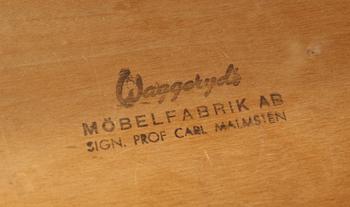 Waggeryds
MÖBELFABRIK AB
SIGN. PROF CARL MALMSTEN